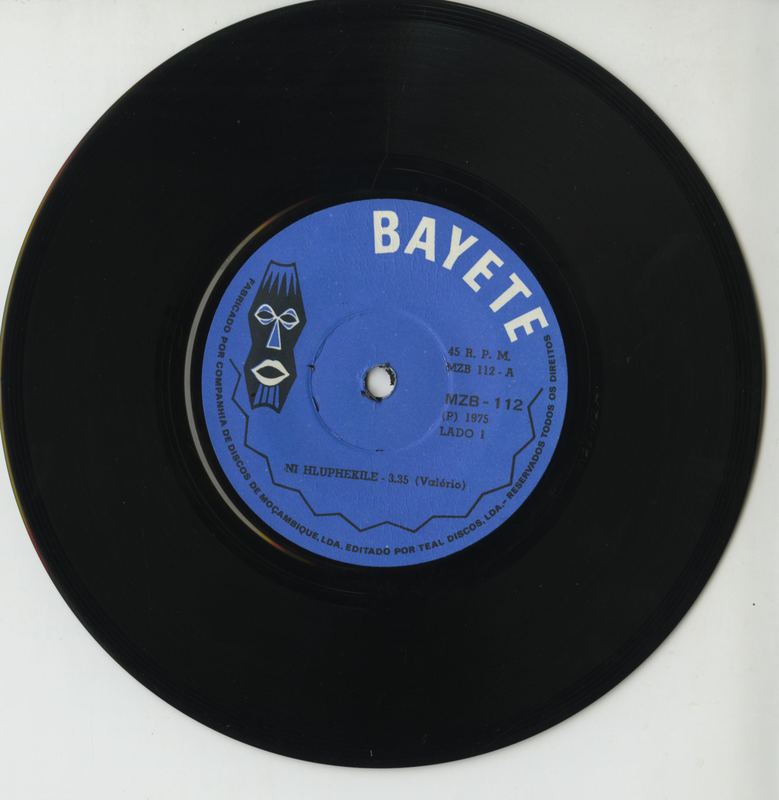 BAYETE
45 R. P. M.
MZB 112 - A
MZB - 112
(P) 1975
LADO 1
NI HLUPHEKILE - 3.35 (Valério)
FABRICADO POR COMPANHIA DE DISCOS DE MOÇAMBIQUE, LDA. EDITADO POR TEAL DISCOS, LDA. - RESERVADOS TODOS OS DIREITOS